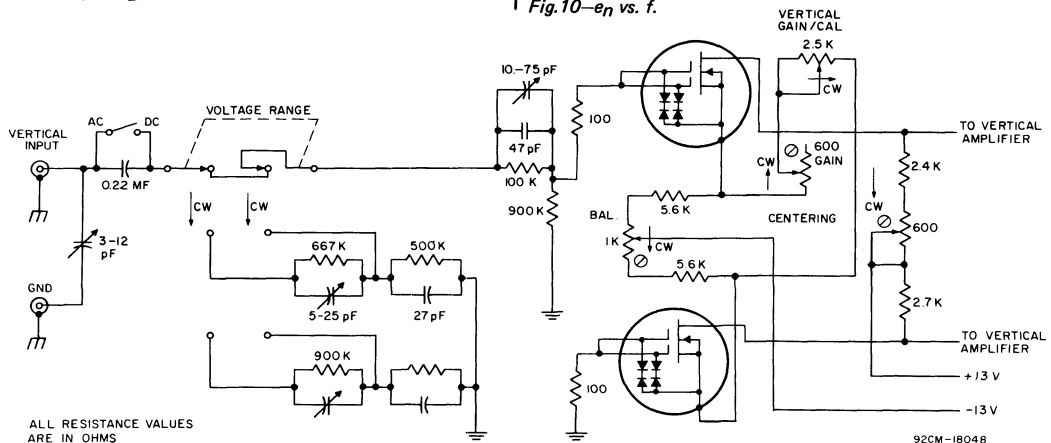 Fig.10—en vs. f.
VERTICAL
GAIN/CAL
2.5 K
CW
10.-75 pF
47 pF
100 K
100
900 K
VOLTAGE RANGE
AC
DC
VERTICAL
INPUT
0.22 MF
CW
CW
3-12
pF
GND
667 K
500K
5-25 pF
27 pF
900 K
600
GAIN
CW
5.6 K
BAL.
1K
CW
5.6 K
CENTERING
TO VERTICAL
AMPLIFIER
2.4 K
CW
600
2.7 K
TO VERTICAL
AMPLIFIER
+13 V
-13 V
100
ALL RESISTANCE VALUES
ARE IN OHMS
92CM-18048